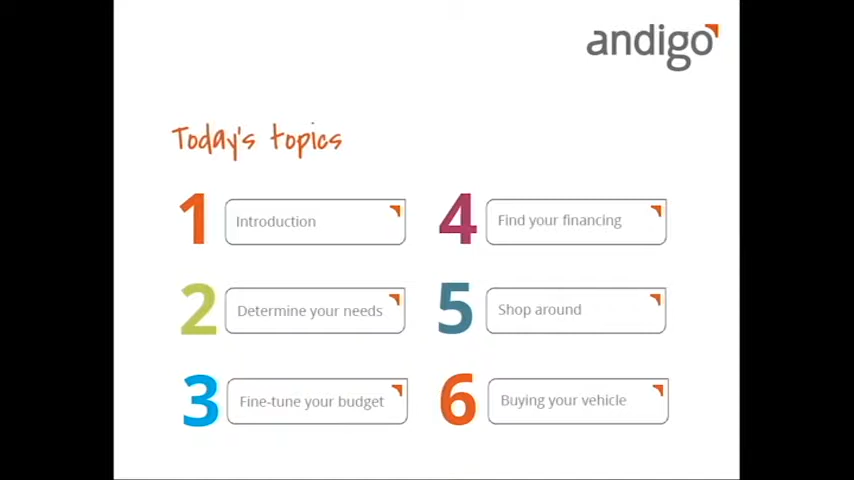 andigo
Today's topics
1 Introduction
2 Determine your needs
3 Fine-tune your budget
4 Find your financing
5 Shop around
6 Buying your vehicle